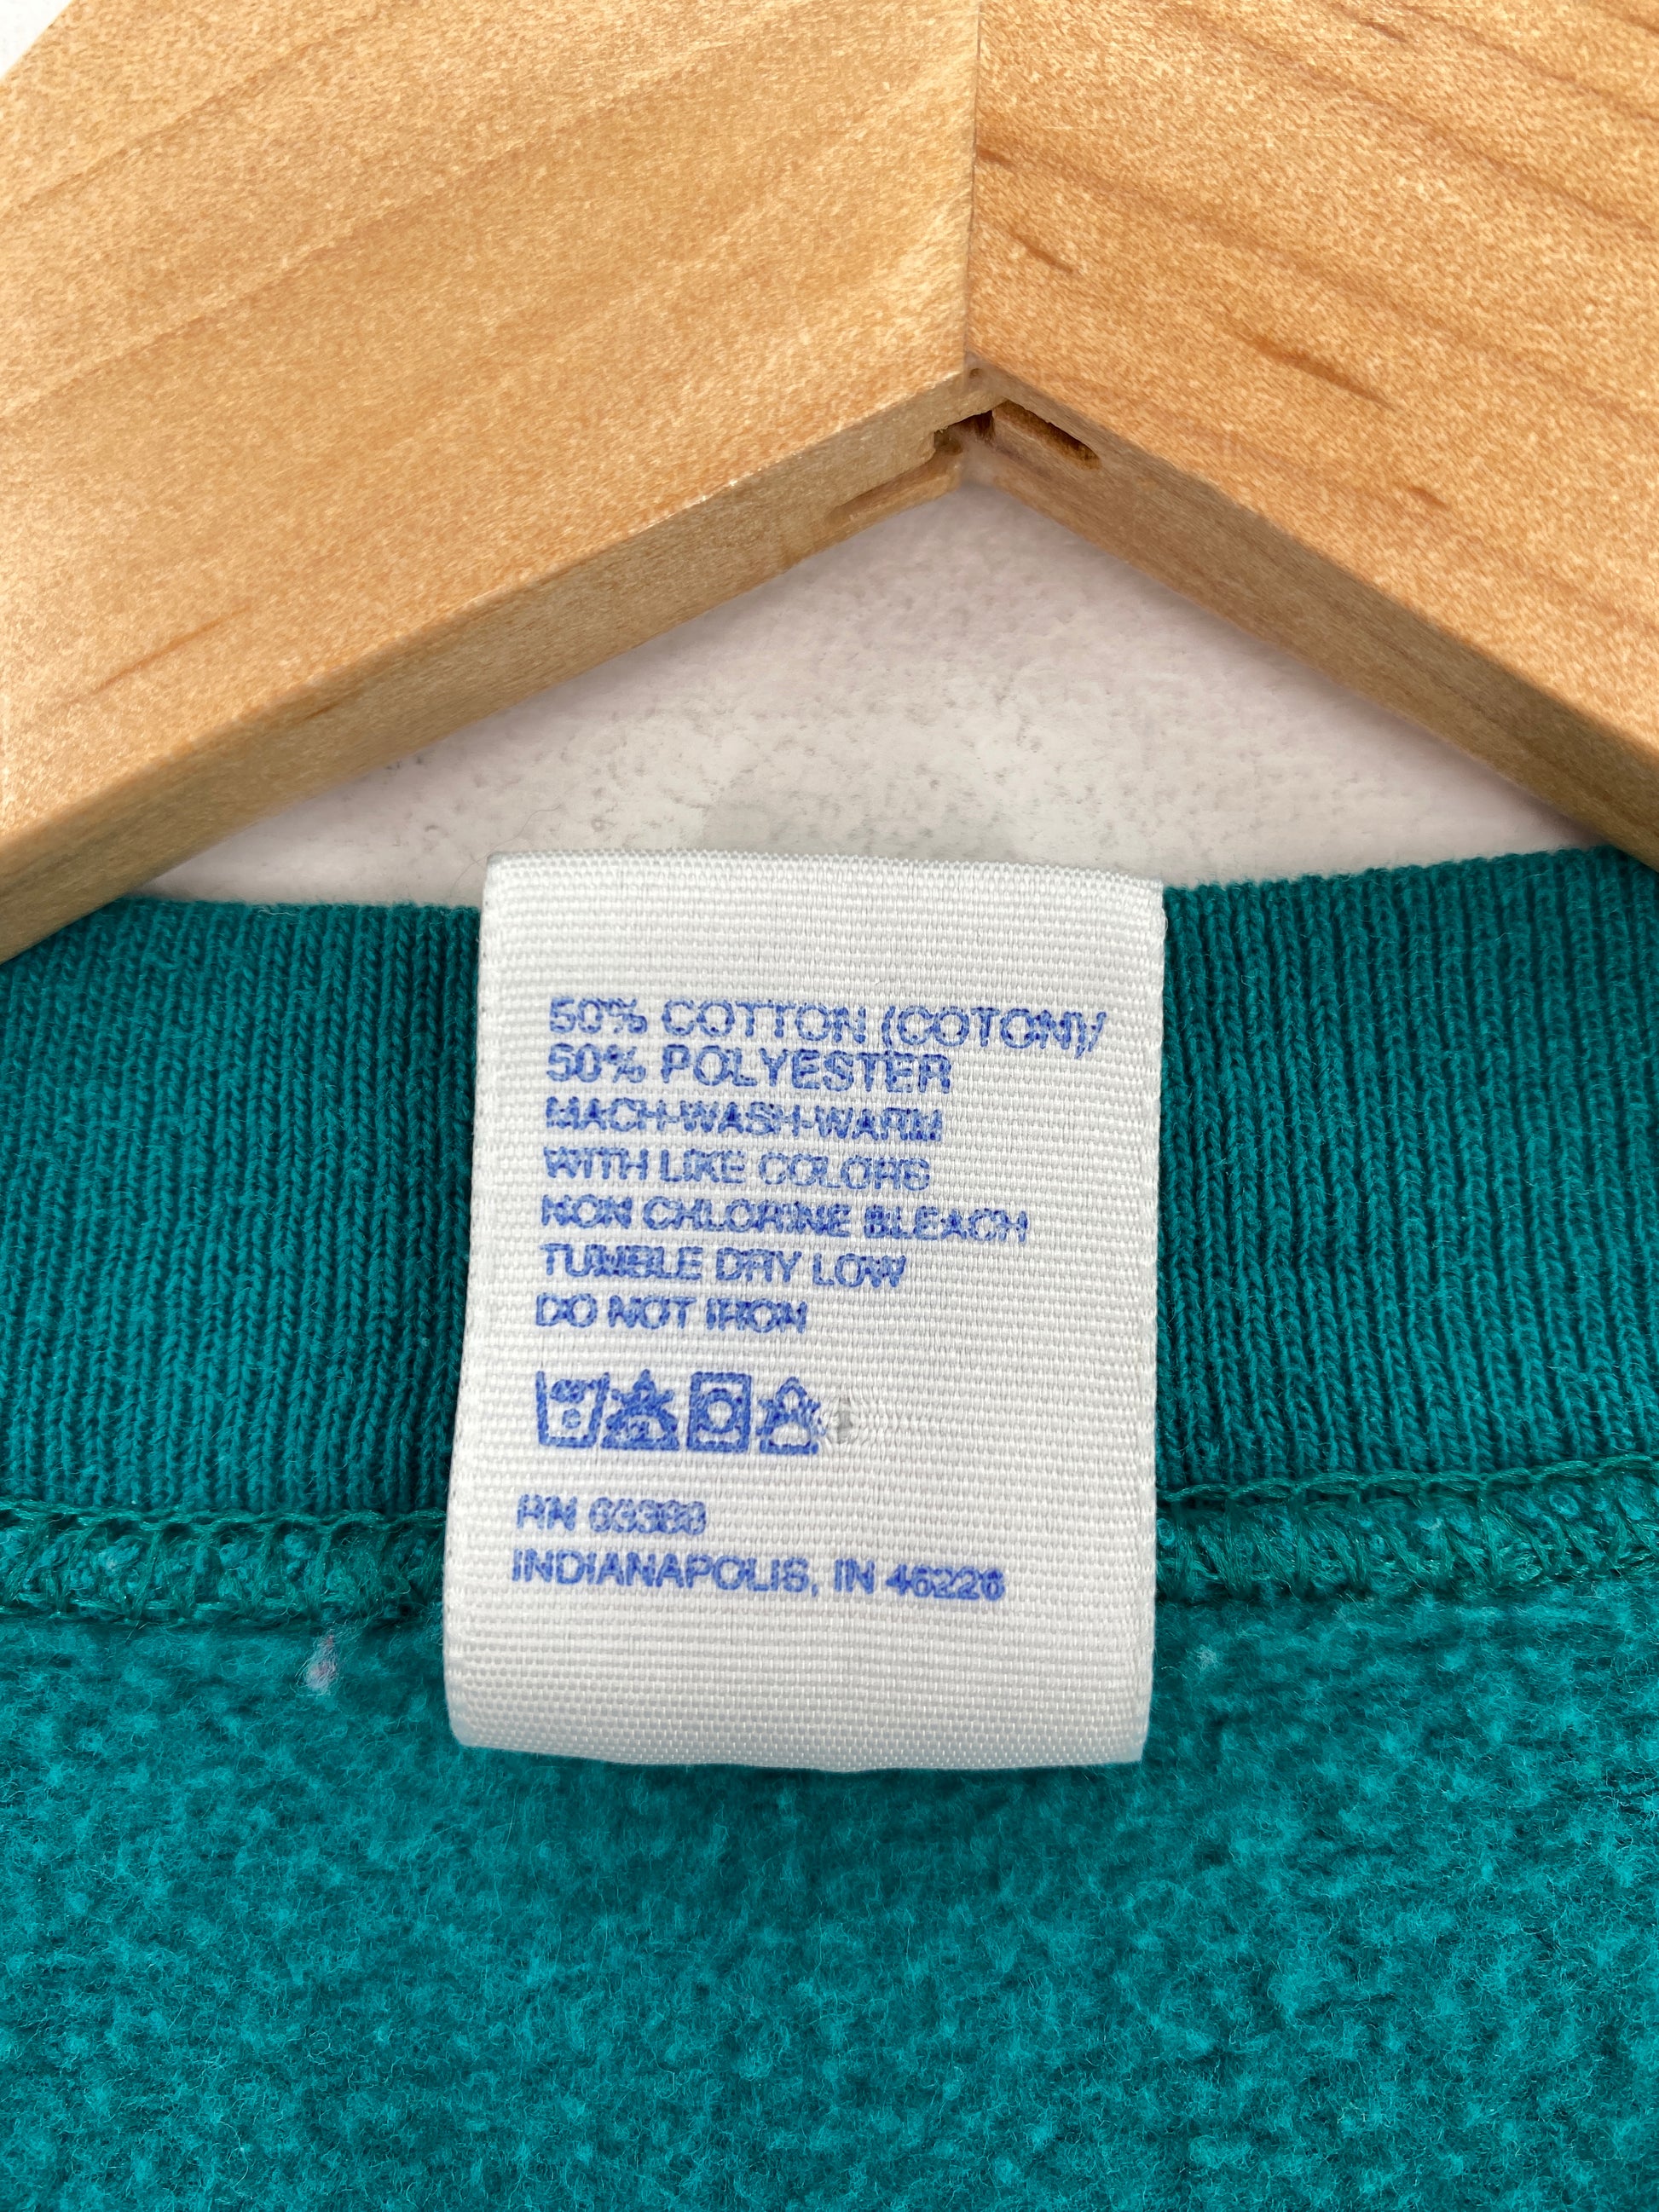 50% COTTON (COTON)/
50% POLYESTER
MACH-WASH-WARM
WITH LIKE COLORS
NON CHLORINE BLEACH
TUMBLE DRY LOW
DO NOT IRON
RN 63388
INDIANAPOLIS, IN 46226